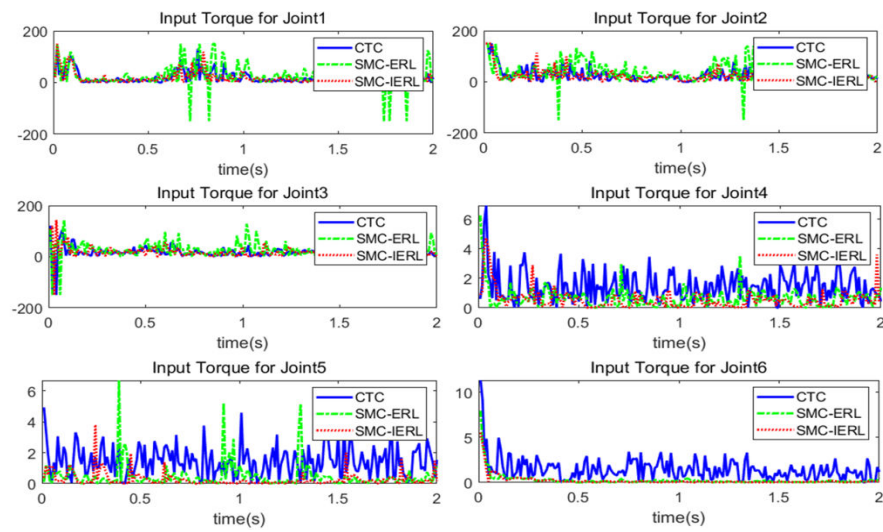 Input Torque for Joint1
200
0
-200
0
0.5
1
1.5
2
time(s)
CTC
SMC-ERL
SMC-IERL
Input Torque for Joint2
200
0
-200
0
0.5
1
1.5
2
time(s)
CTC
SMC-ERL
SMC-IERL
Input Torque for Joint3
200
0
-200
0
0.5
1
1.5
2
time(s)
CTC
SMC-ERL
SMC-IERL
Input Torque for Joint4
6
4
2
0
0
0.5
1
1.5
2
time(s)
CTC
SMC-ERL
SMC-IERL
Input Torque for Joint5
6
4
2
0
0
0.5
1
1.5
2
time(s)
CTC
SMC-ERL
SMC-IERL
Input Torque for Joint6
10
5
0
0
0.5
1
1.5
2
time(s)
CTC
SMC-ERL
SMC-IERL